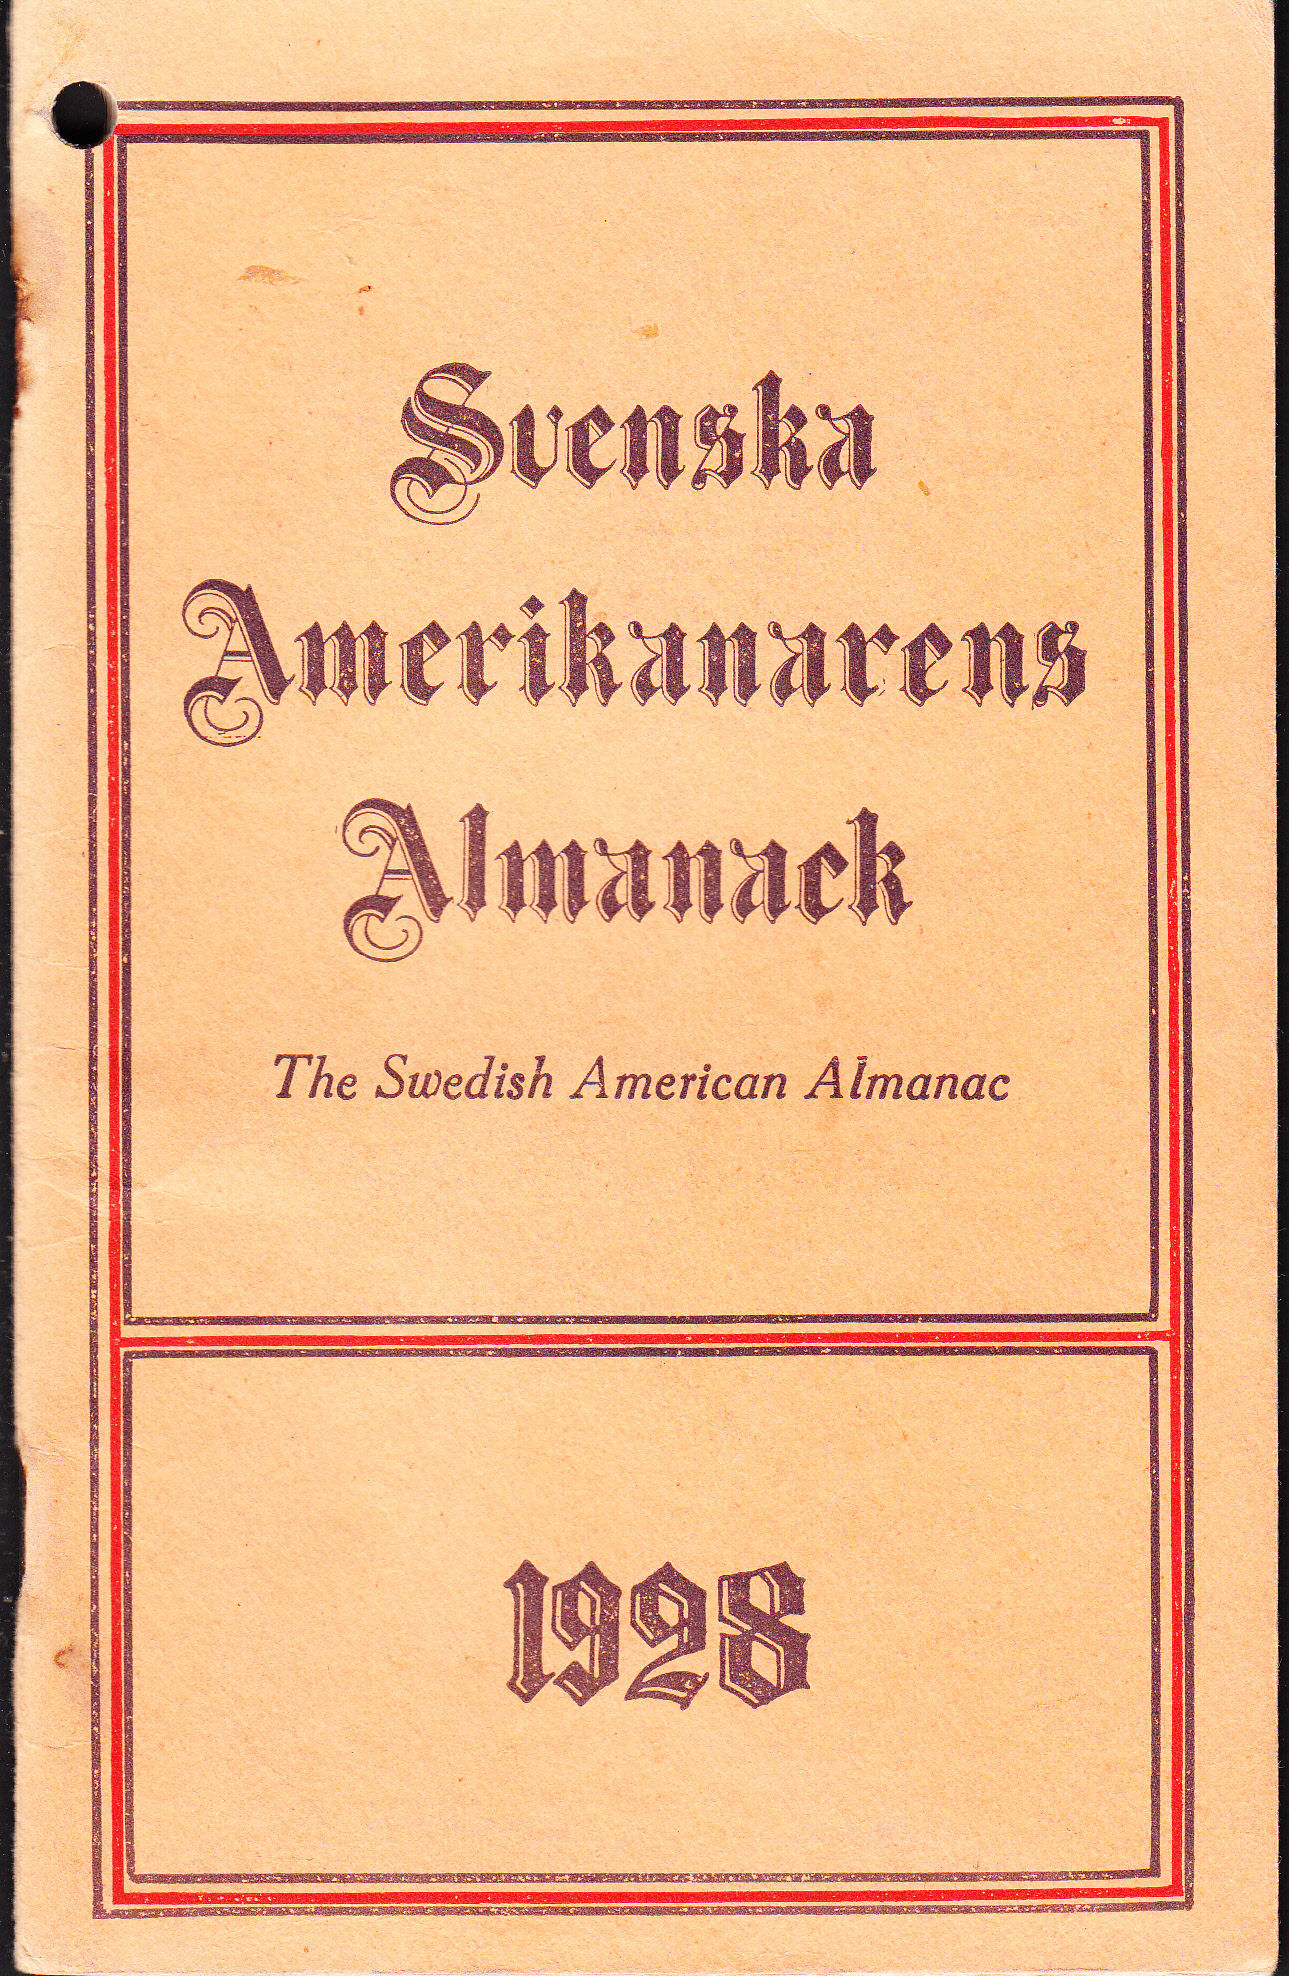 Svenska
Amerikanarens
Almanack
The Swedish American Almanac
1928